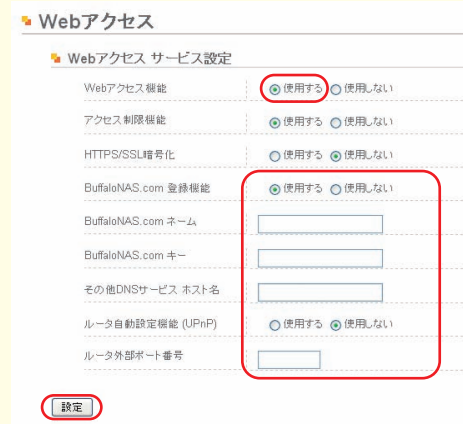 Webアクセス
Webアクセス サービス設定
Webアクセス機能 使用する 使用しない
アクセス制限機能 使用する 使用しない
HTTPS/SSL暗号化 使用する 使用しない
BuffaloNAS.com 登録機能 使用する 使用しない
BuffaloNAS.com ネーム
BuffaloNAS.com キー
その他DNSサービス ホスト名
ルータ自動設定機能 (UPnP) 使用する 使用しない
ルータ外部ポート番号
設定